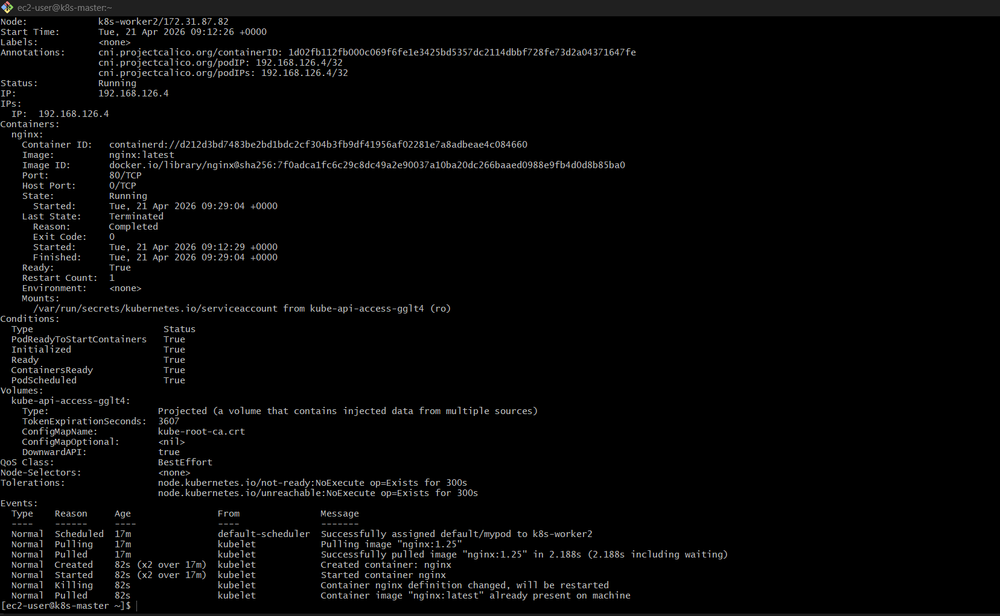 ec2-user@k8s-master:~
Node:             k8s-worker2/172.31.87.82
Start Time:       Tue, 21 Apr 2026 09:12:26 +0000
Labels:           <none>
Annotations:      cni.projectcalico.org/containerID: 1d02fb112fb000c069f6fe1e3425bd5357dc2114dbbf728fe73d2a04371647fe
                  cni.projectcalico.org/podIP: 192.168.126.4/32
                  cni.projectcalico.org/podIPs: 192.168.126.4/32
Status:           Running
IP:               192.168.126.4
IPs:
  IP:  192.168.126.4
Containers:
  nginx:
    Container ID:   containerd://d212d3bd7483be2bd1bdc2cf304b3fb9df41956af02281e7a8adbeae4c084660
    Image:          nginx:latest
    Image ID:       docker.io/library/nginx@sha256:7f0adca1fc6c29c8dc49a2e90037a10ba20dc266baaed0988e9fb4d0d8b85ba0
    Port:           80/TCP
    Host Port:      0/TCP
    State:          Running
      Started:      Tue, 21 Apr 2026 09:29:04 +0000
    Last State:     Terminated
      Reason:       Completed
      Exit Code:    0
      Started:      Tue, 21 Apr 2026 09:12:29 +0000
      Finished:     Tue, 21 Apr 2026 09:29:04 +0000
    Ready:          True
    Restart Count:  1
    Environment:    <none>
    Mounts:
      /var/run/secrets/kubernetes.io/serviceaccount from kube-api-access-gglt4 (ro)
Conditions:
  Type                        Status
  PodReadyToStartContainers   True
  Initialized                 True
  Ready                       True
  ContainersReady             True
  PodScheduled                True
Volumes:
  kube-api-access-gglt4:
    Type:                    Projected (a volume that contains injected data from multiple sources)
    TokenExpirationSeconds:  3607
    ConfigMapName:           kube-root-ca.crt
    ConfigMapOptional:       <nil>
    DownwardAPI:             true
QoS Class:                   BestEffort
Node-Selectors:              <none>
Tolerations:                 node.kubernetes.io/not-ready:NoExecute op=Exists for 300s
                             node.kubernetes.io/unreachable:NoExecute op=Exists for 300s
Events:
  Type    Reason     Age                From               Message
  ----    ------     ----               ----               -------
  Normal  Scheduled  17m                default-scheduler  Successfully assigned default/mypod to k8s-worker2
  Normal  Pulling    17m                kubelet            Pulling image "nginx:1.25"
  Normal  Pulled     17m                kubelet            Successfully pulled image "nginx:1.25" in 2.188s (2.188s including waiting)
  Normal  Created    82s (x2 over 17m)  kubelet            Created container: nginx
  Normal  Started    82s (x2 over 17m)  kubelet            Started container nginx
  Normal  Killing    82s                kubelet            Container nginx definition changed, will be restarted
  Normal  Pulled     82s                kubelet            Container image "nginx:latest" already present on machine
[ec2-user@k8s-master ~]$